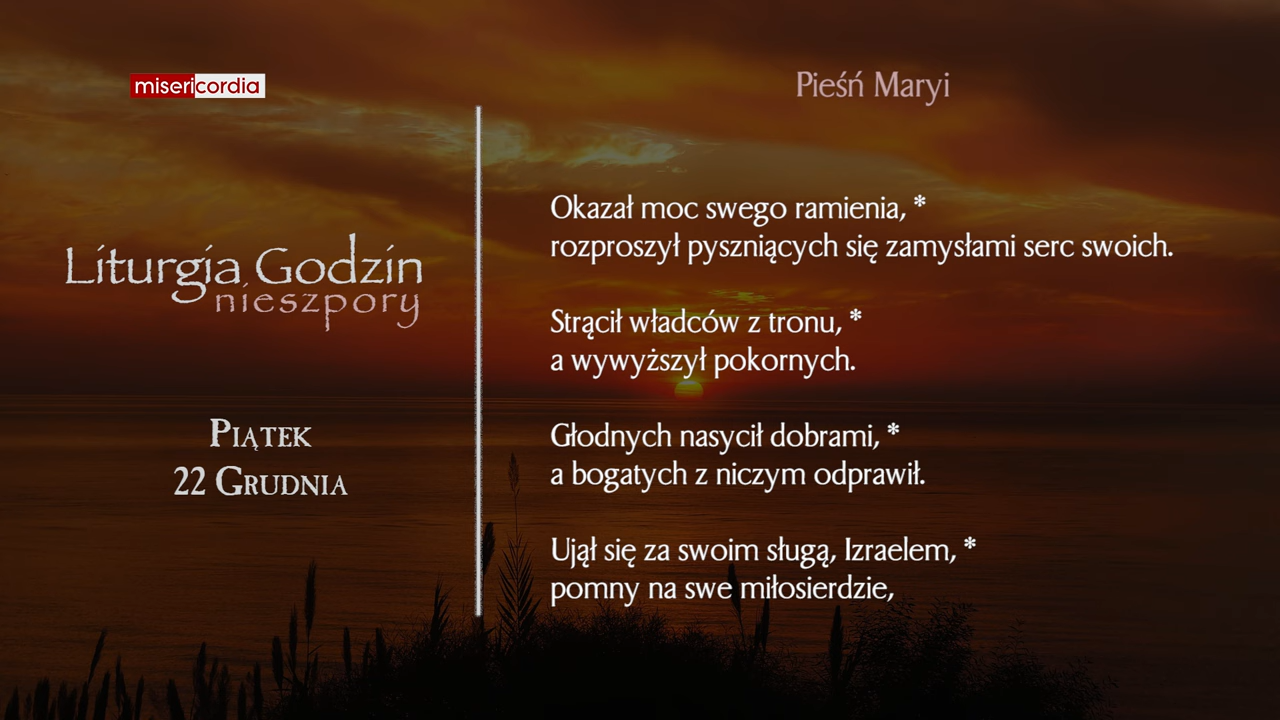 misericordia
Liturgia Godzin
nieszpory
Piątek
22 Grudnia
Pieśń Maryi
Okazał moc swego ramienia, *
rozproszył pyszniących się zamysłami serc swoich.
Strącił władców z tronu, *
a wywyższył pokornych.
Głodnych nasycił dobrami, *
a bogatych z niczym odprawił.
Ujął się za swoim sługą, Izraelem, *
pomny na swe miłosierdzie,